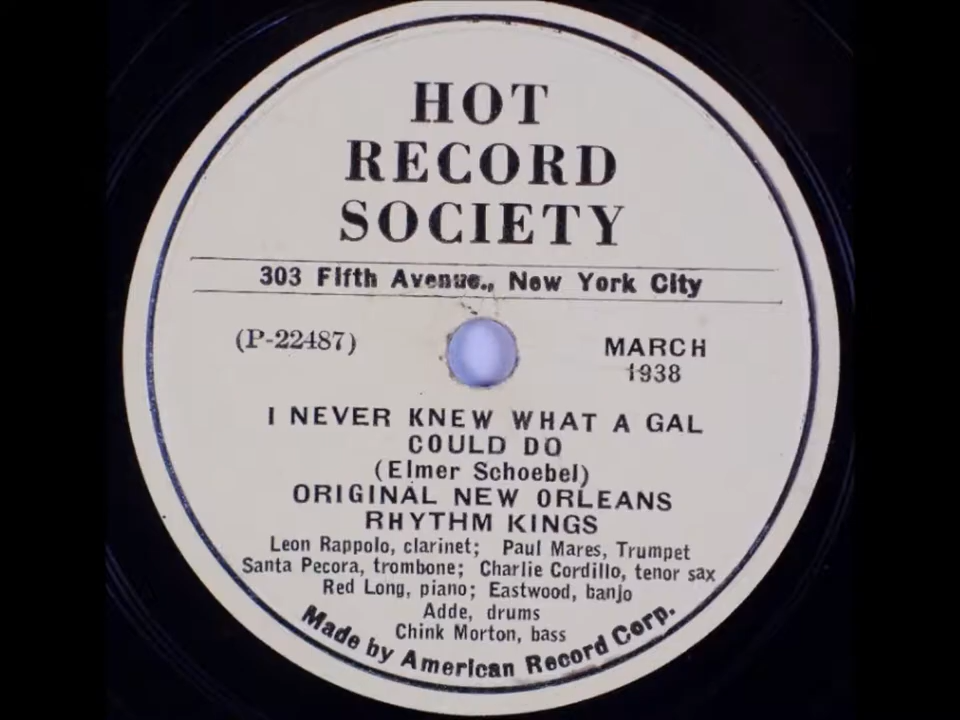 HOT
RECORD
SOCIETY
303 Fifth Avenue., New York City
(P-22487)
MARCH
1938
I NEVER KNEW WHAT A GAL
COULD DO
(Elmer Schoebel)
ORIGINAL NEW ORLEANS
RHYTHM KINGS
Leon Rappolo, clarinet; Paul Mares, Trumpet
Santa Pecora, trombone; Charlie Cordillo, tenor sax
Red Long, piano; Eastwood, banjo
Adde, drums
Chink Morton, bass
Made by American Record Corp.